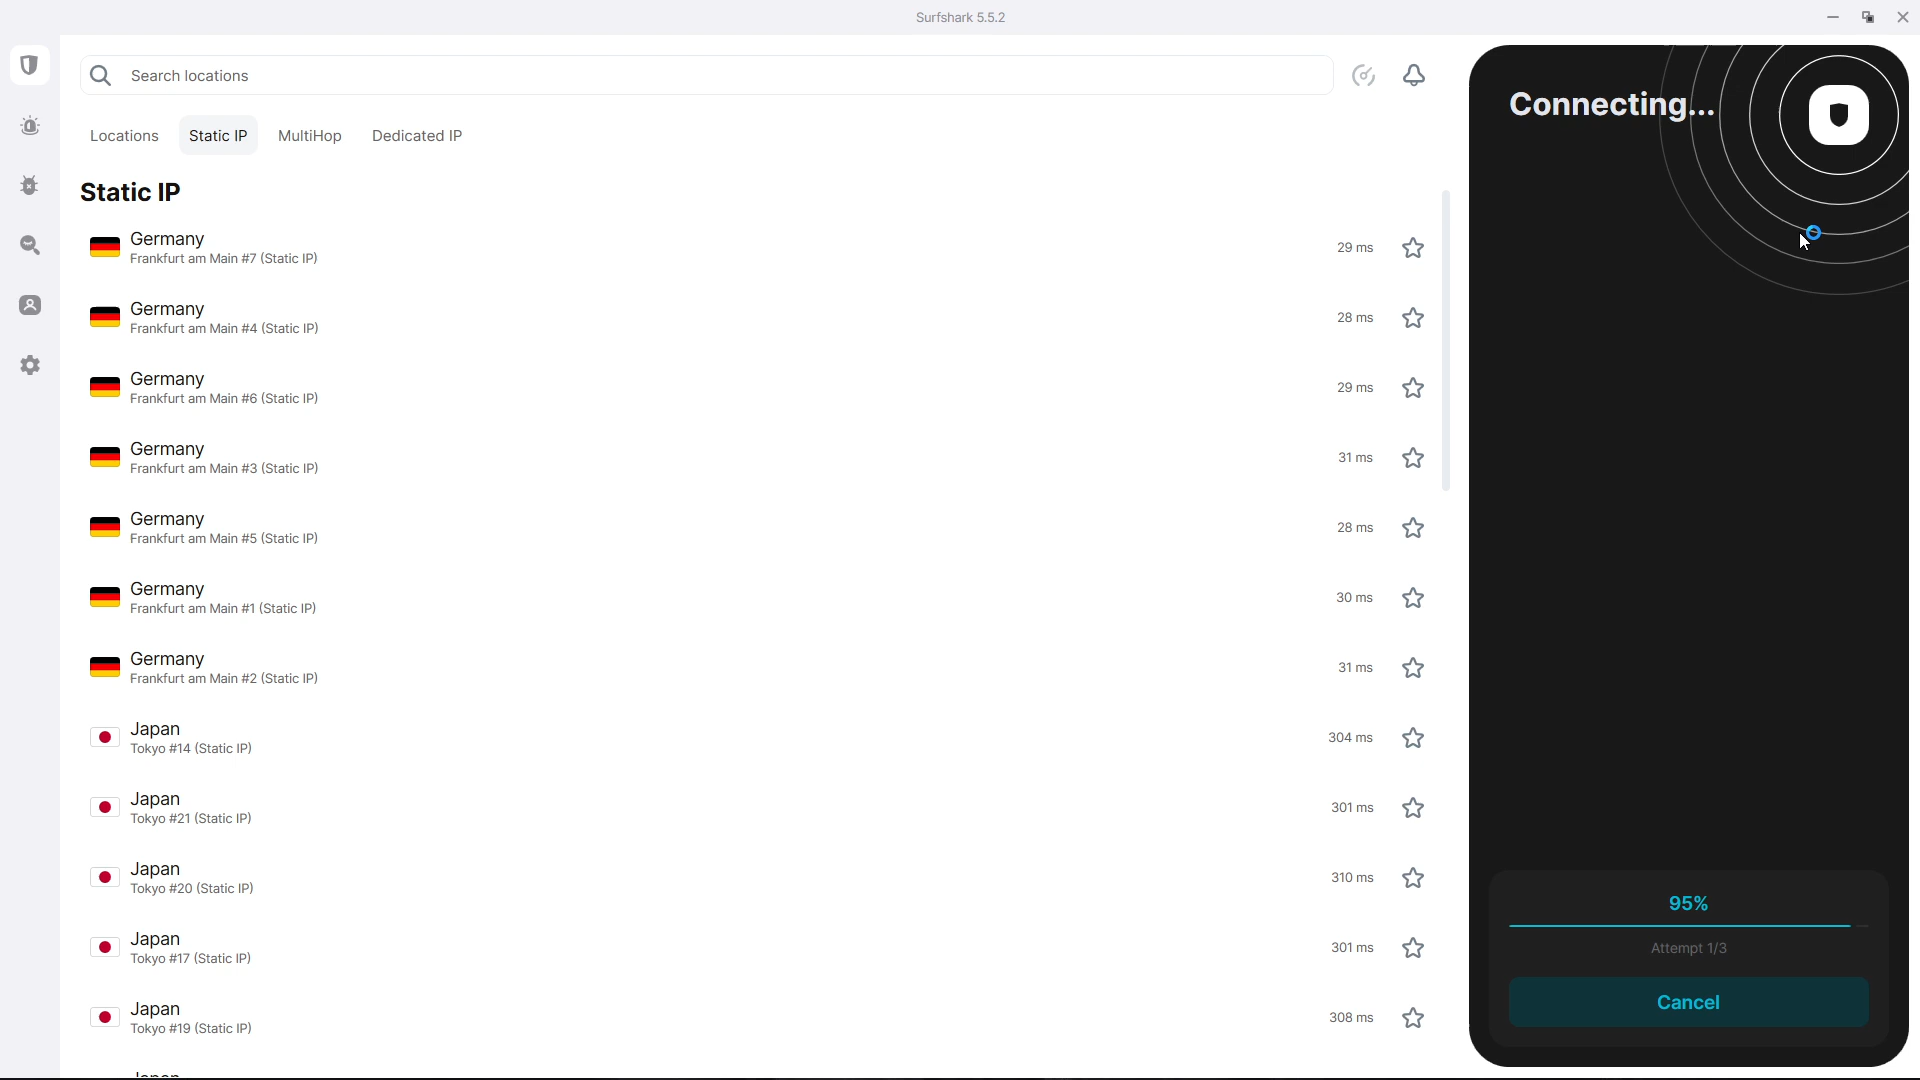 Surfshark 5.5.2
Search locations
Locations
Static IP
MultiHop
Dedicated IP
Static IP
Germany
Frankfurt am Main #7 (Static IP)
29 ms
Germany
Frankfurt am Main #4 (Static IP)
28 ms
Germany
Frankfurt am Main #6 (Static IP)
29 ms
Germany
Frankfurt am Main #3 (Static IP)
31 ms
Germany
Frankfurt am Main #5 (Static IP)
28 ms
Germany
Frankfurt am Main #1 (Static IP)
30 ms
Germany
Frankfurt am Main #2 (Static IP)
31 ms
Japan
Tokyo #14 (Static IP)
304 ms
Japan
Tokyo #21 (Static IP)
301 ms
Japan
Tokyo #20 (Static IP)
310 ms
Japan
Tokyo #17 (Static IP)
301 ms
Japan
Tokyo #19 (Static IP)
308 ms
Connecting...
95%
Attempt 1/3
Cancel